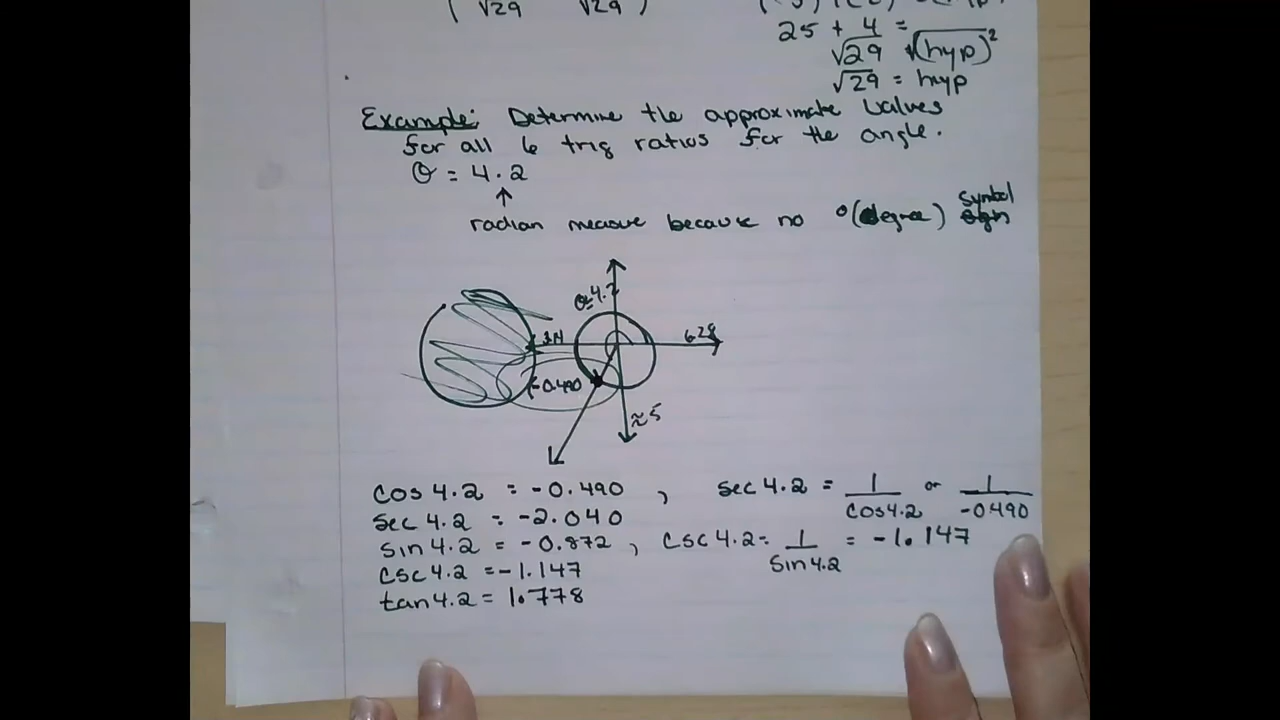 ( √29 √29 )
25 + 4 =
√29 √(hyp)²
√29 = hyp
Example: Determine the approximate values
for all 6 trig ratios for the angle.
θ = 4.2
↑
radian measure because no °(degree) symbol
θ=4.2
6.28
(-0.490
≈5
cos 4.2 = -0.490 , sec 4.2 = 1/cos4.2 or 1/-0.490
sec 4.2 = -2.040
sin 4.2 = -0.872 , csc 4.2 = 1/sin4.2 = -1.147
csc 4.2 = -1.147
tan 4.2 = 1.778